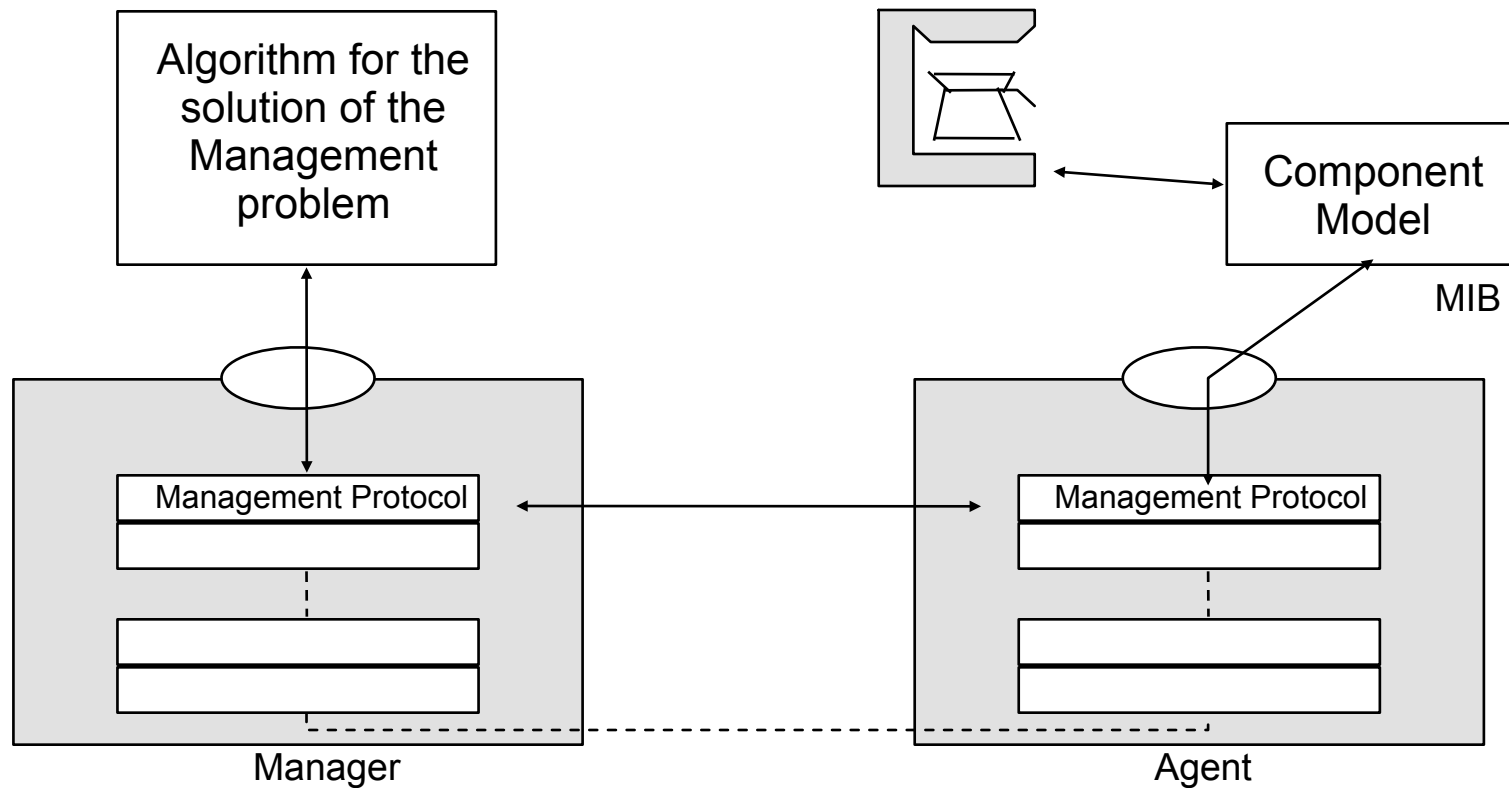 Algorithm for the
solution of the
Management
problem
Component
Model
MIB
Management Protocol
Management Protocol
Manager
Agent